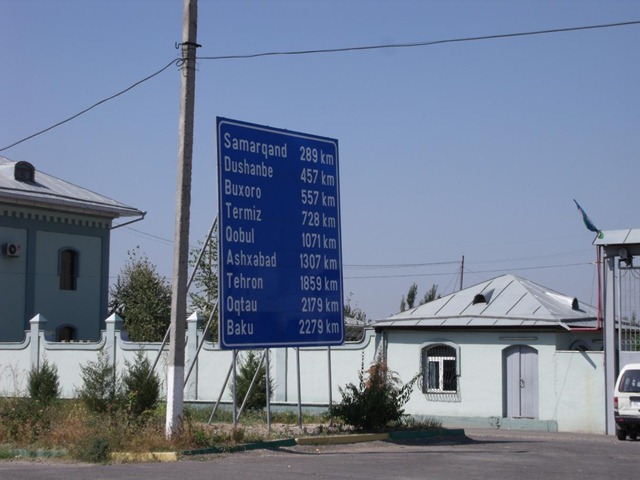 Samarqand 289 km
Dushanbe 457 km
Buxoro 557 km
Termiz 728 km
Qobul 1071 km
Ashxabad 1307 km
Tehron 1859 km
Oqtau 2179 km
Baku 2279 km